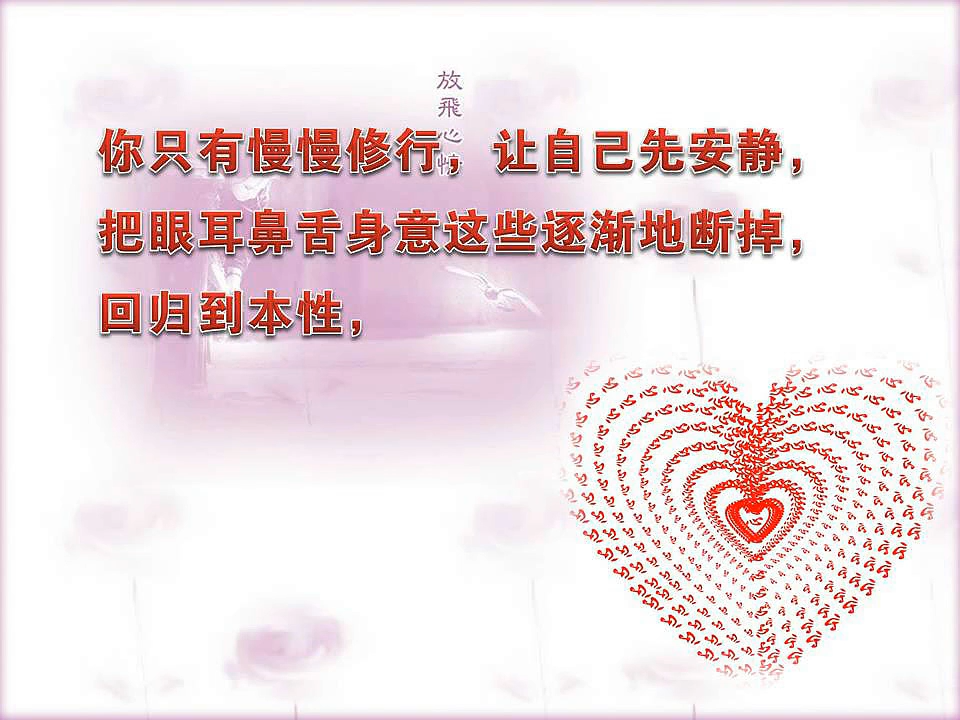 放飛心情
你只有慢慢修行，让自己先安静，
把眼耳鼻舌身意这些逐渐地断掉，
回归到本性，